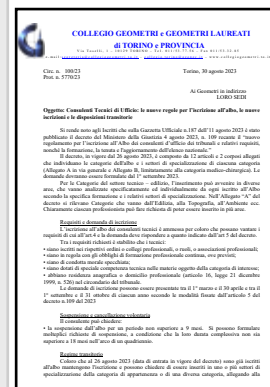 COLLEGIO GEOMETRI e GEOMETRI LAUREATI
di TORINO e PROVINCIA
Circ. n. 100/23 Torino, 30 agosto 2023
Prot. n. 5770/23
Ai Geometri in indirizzo
LORO SEDI
Oggetto: Consulenti Tecnici di Ufficio: le nuove regole per l'iscrizione all'albo, le nuove
iscrizioni e le disposizioni transitorie
Si rende noto agli Iscritti che sulla Gazzetta Ufficiale n.187 dell'11 agosto 2023 è stato
pubblicato il decreto del Ministero della Giustizia 4 agosto 2023, n. 109 recante il "nuovo
regolamento per l'iscrizione all'Albo dei consulenti d'ufficio dei tribunali e relativi requisiti,
nonché la formazione, la tenuta e l'aggiornamento dell'elenco nazionale."
Il decreto, in vigore dal 26 agosto 2023, è composto da 12 articoli e 2 corposi allegati
che individuano le categorie dell'albo e i settori di specializzazione di ciascuna categoria
(Allegato A in via generale e Allegato B, limitatamente alla categoria medico-chirurgica). Le
domande dovranno essere formulate dal 1° settembre 2023.
Per la Categoria del settore tecnico – edilizio, l'inserimento può avvenire in diverse
aree, che vanno analizzate specificatamente ed individuamente da ogni iscritto all'Albo
secondo la specifica formazione e i relativi settori di specializzazione. Nell'Allegato "A" del
decreto si rilevano Categorie che vanno dall'Edilizia, alla Topografia, all'Ambiente ecc.
Chiaramente ciascun professionista può fare richiesta di poter essere inserito in più aree.
Requisiti e domanda di iscrizione
L'iscrizione all'albo dei consulenti tecnici è ammessa per coloro che possono vantare i
requisiti di cui all'art.4 e la domanda deve rispondere a quanto indicato dall'art 5 del decreto.
Tra i requisiti richiesti è stabilito che i tecnici:
• siano iscritti nei rispettivi ordini o collegi professionali, o ruoli, o associazioni professionali;
• siano in regola con gli obblighi di formazione professionale continua, ove previsti;
• siano di condotta morale specchiata;
• siano dotati di speciale competenza tecnica nelle materie oggetto della categoria di interesse;
• abbiano residenza anagrafica o domicilio professionale (articolo 16, legge 21 dicembre
1999, n. 526) nel circondario del tribunale.
Le domande di iscrizione possono essere presentate tra il 1° marzo e il 30 aprile e tra il
1° settembre e il 31 ottobre di ciascun anno secondo le modalità fissate dall'articolo 5 del
decreto n.109 del 2023
Sospensione e cancellazione volontaria
Il consulente può chiedere:
• la sospensione dall'albo per un periodo non superiore a 9 mesi. Si possono formulare
molteplici richieste di sospensione, a condizione che la loro durata complessiva non sia
superiore a 18 mesi nell'arco di un quadriennio.
Regime transitorio
Coloro che al 26 agosto 2023 (data di entrata in vigore del decreto) sono già iscritti
all'albo mantengono l'iscrizione e possono chiedere di essere iscritti in uno o più settori di
specializzazione della categoria di appartenenza o di una diversa categoria, allegando alla